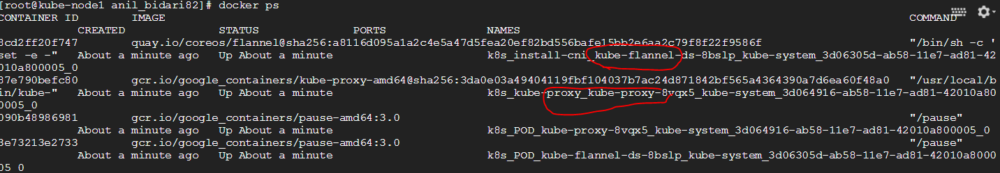 [root@kube-node1 anil_bidari82]# docker ps
CONTAINER ID IMAGE COMMAND
CREATED STATUS PORTS NAMES
8cd2ff20f747 quay.io/coreos/flannel@sha256:a8116d095a1a2c4e5a47d5fea20ef82bd556bafe15bb2e6aa2c79f8f22f9586f "/bin/sh -c '
set -e -" About a minute ago Up About a minute k8s_install-cni_kube-flannel-ds-8bslp_kube-system_3d06305d-ab58-11e7-ad81-42
010a800005_0
87e790befc80 gcr.io/google_containers/kube-proxy-amd64@sha256:3da0e03a49404119fbf104037b7ac24d871842bf565a4364390a7d6ea60f48a0 "/usr/local/b
in/kube-" About a minute ago Up About a minute k8s_kube-proxy_kube-proxy-8vqx5_kube-system_3d064916-ab58-11e7-ad81-42010a80
0005_0
090b48986981 gcr.io/google_containers/pause-amd64:3.0 "/pause"
About a minute ago Up About a minute k8s_POD_kube-proxy-8vqx5_kube-system_3d064916-ab58-11e7-ad81-42010a800005_0
3e73213e2733 gcr.io/google_containers/pause-amd64:3.0 "/pause"
About a minute ago Up About a minute k8s_POD_kube-flannel-ds-8bslp_kube-system_3d06305d-ab58-11e7-ad81-42010a8000
05_0